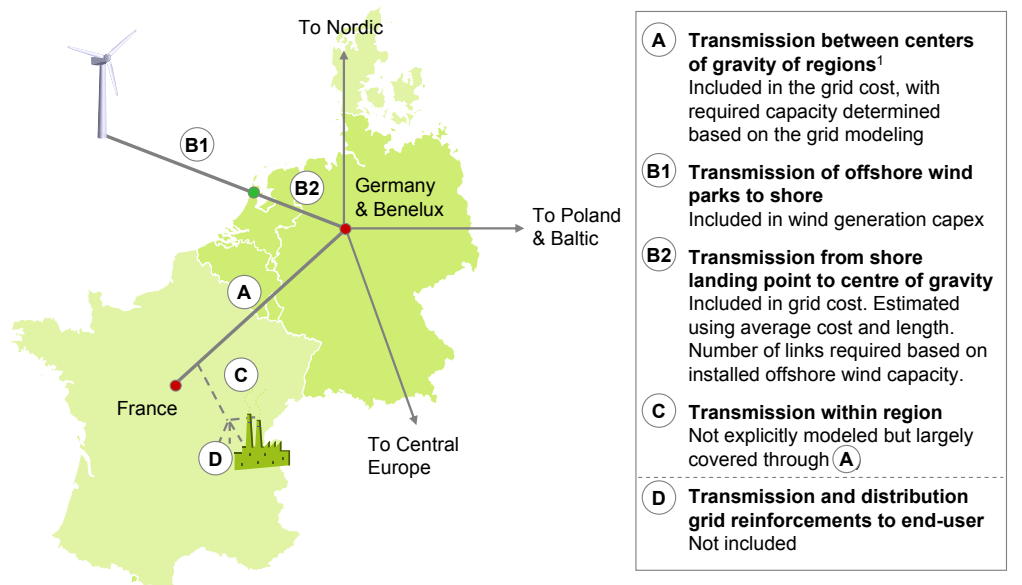 To Nordic
B1
B2
Germany
& Benelux
To Poland
& Baltic
A
C
France
D
To Central
Europe
A Transmission between centers
of gravity of regions¹
Included in the grid cost, with
required capacity determined
based on the grid modeling
B1 Transmission of offshore wind
parks to shore
Included in wind generation capex
B2 Transmission from shore
landing point to centre of gravity
Included in grid cost. Estimated
using average cost and length.
Number of links required based on
installed offshore wind capacity.
C Transmission within region
Not explicitly modeled but largely
covered through A
D Transmission and distribution
grid reinforcements to end-user
Not included